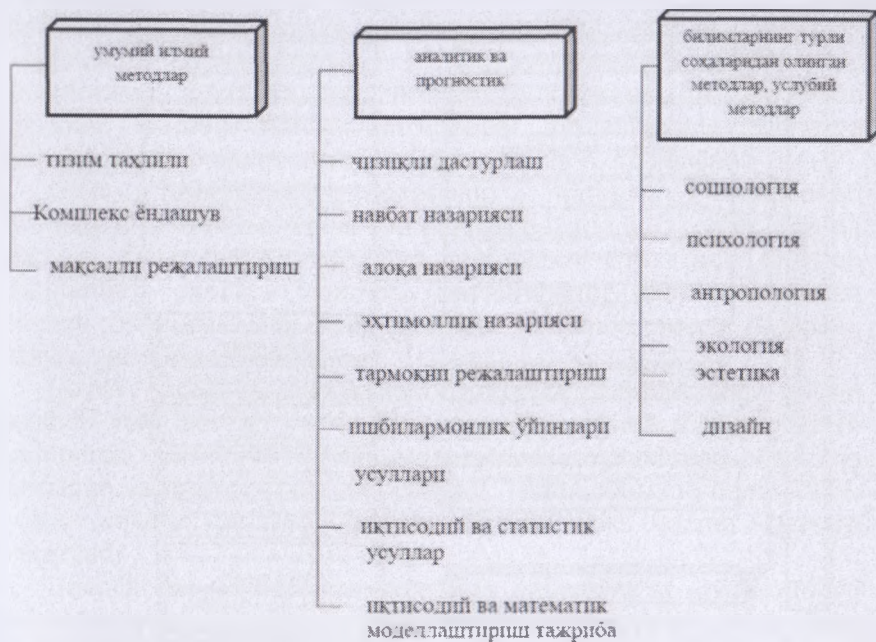 умумий илмий
методлар
тизим таҳлили
Комплекс ёндашув
мақсадли режалаштириш
аналитик ва
прогностик
чизиқли дастурлаш
навбат назарияси
алоқа назарияси
эҳтимоллик назарияси
тармоқни режалаштириш
ишбилармонлик ўйинлари
усуллари
иқтисодий ва статистик
усуллар
иқтисодий ва математик
моделлаштириш тажриба
билимларнинг турли
соҳаларидан олинган
методлар, услубий
методлар
социология
психология
антропология
экология
эстетика
дизайн